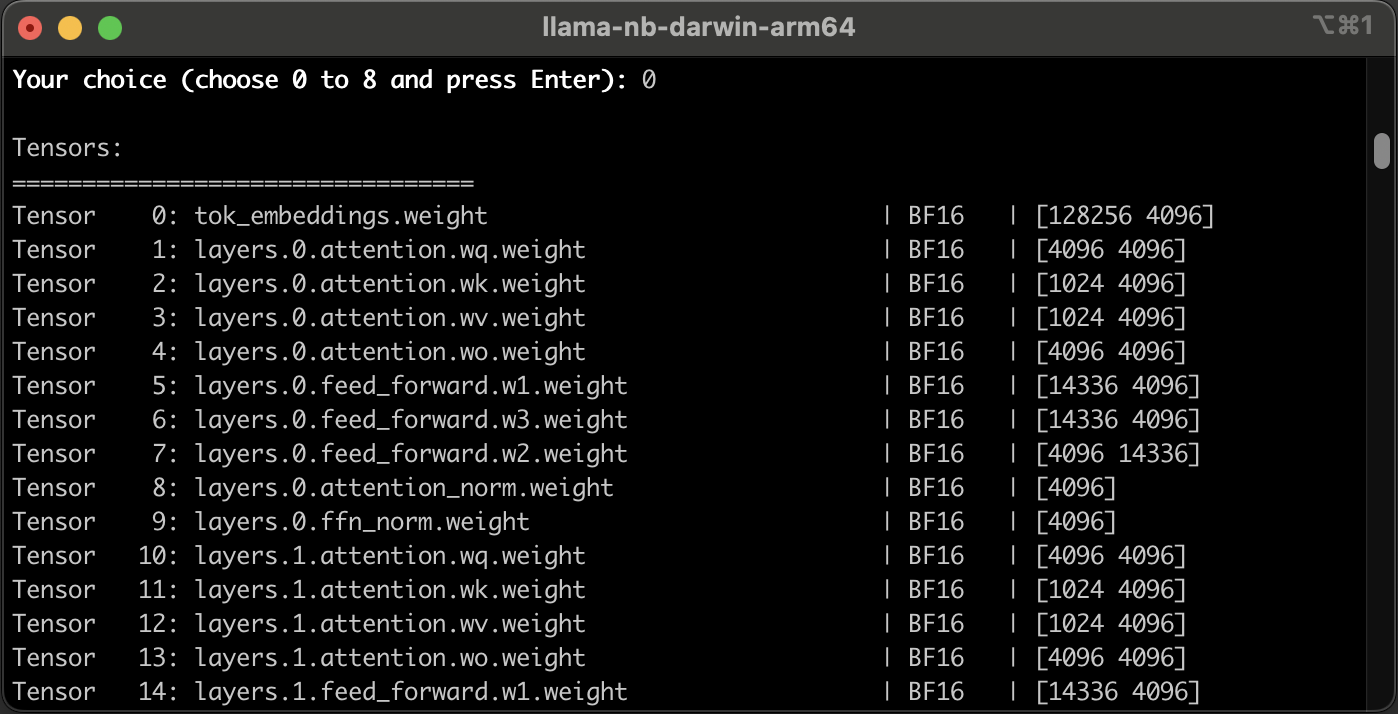 llama-nb-darwin-arm64 ⌥⌘1
Your choice (choose 0 to 8 and press Enter): 0
Tensors:
=================================
Tensor    0: tok_embeddings.weight                            | BF16   | [128256 4096]
Tensor    1: layers.0.attention.wq.weight                     | BF16   | [4096 4096]
Tensor    2: layers.0.attention.wk.weight                     | BF16   | [1024 4096]
Tensor    3: layers.0.attention.wv.weight                     | BF16   | [1024 4096]
Tensor    4: layers.0.attention.wo.weight                     | BF16   | [4096 4096]
Tensor    5: layers.0.feed_forward.w1.weight                  | BF16   | [14336 4096]
Tensor    6: layers.0.feed_forward.w3.weight                  | BF16   | [14336 4096]
Tensor    7: layers.0.feed_forward.w2.weight                  | BF16   | [4096 14336]
Tensor    8: layers.0.attention_norm.weight                   | BF16   | [4096]
Tensor    9: layers.0.ffn_norm.weight                         | BF16   | [4096]
Tensor   10: layers.1.attention.wq.weight                     | BF16   | [4096 4096]
Tensor   11: layers.1.attention.wk.weight                     | BF16   | [1024 4096]
Tensor   12: layers.1.attention.wv.weight                     | BF16   | [1024 4096]
Tensor   13: layers.1.attention.wo.weight                     | BF16   | [4096 4096]
Tensor   14: layers.1.feed_forward.w1.weight                  | BF16   | [14336 4096]